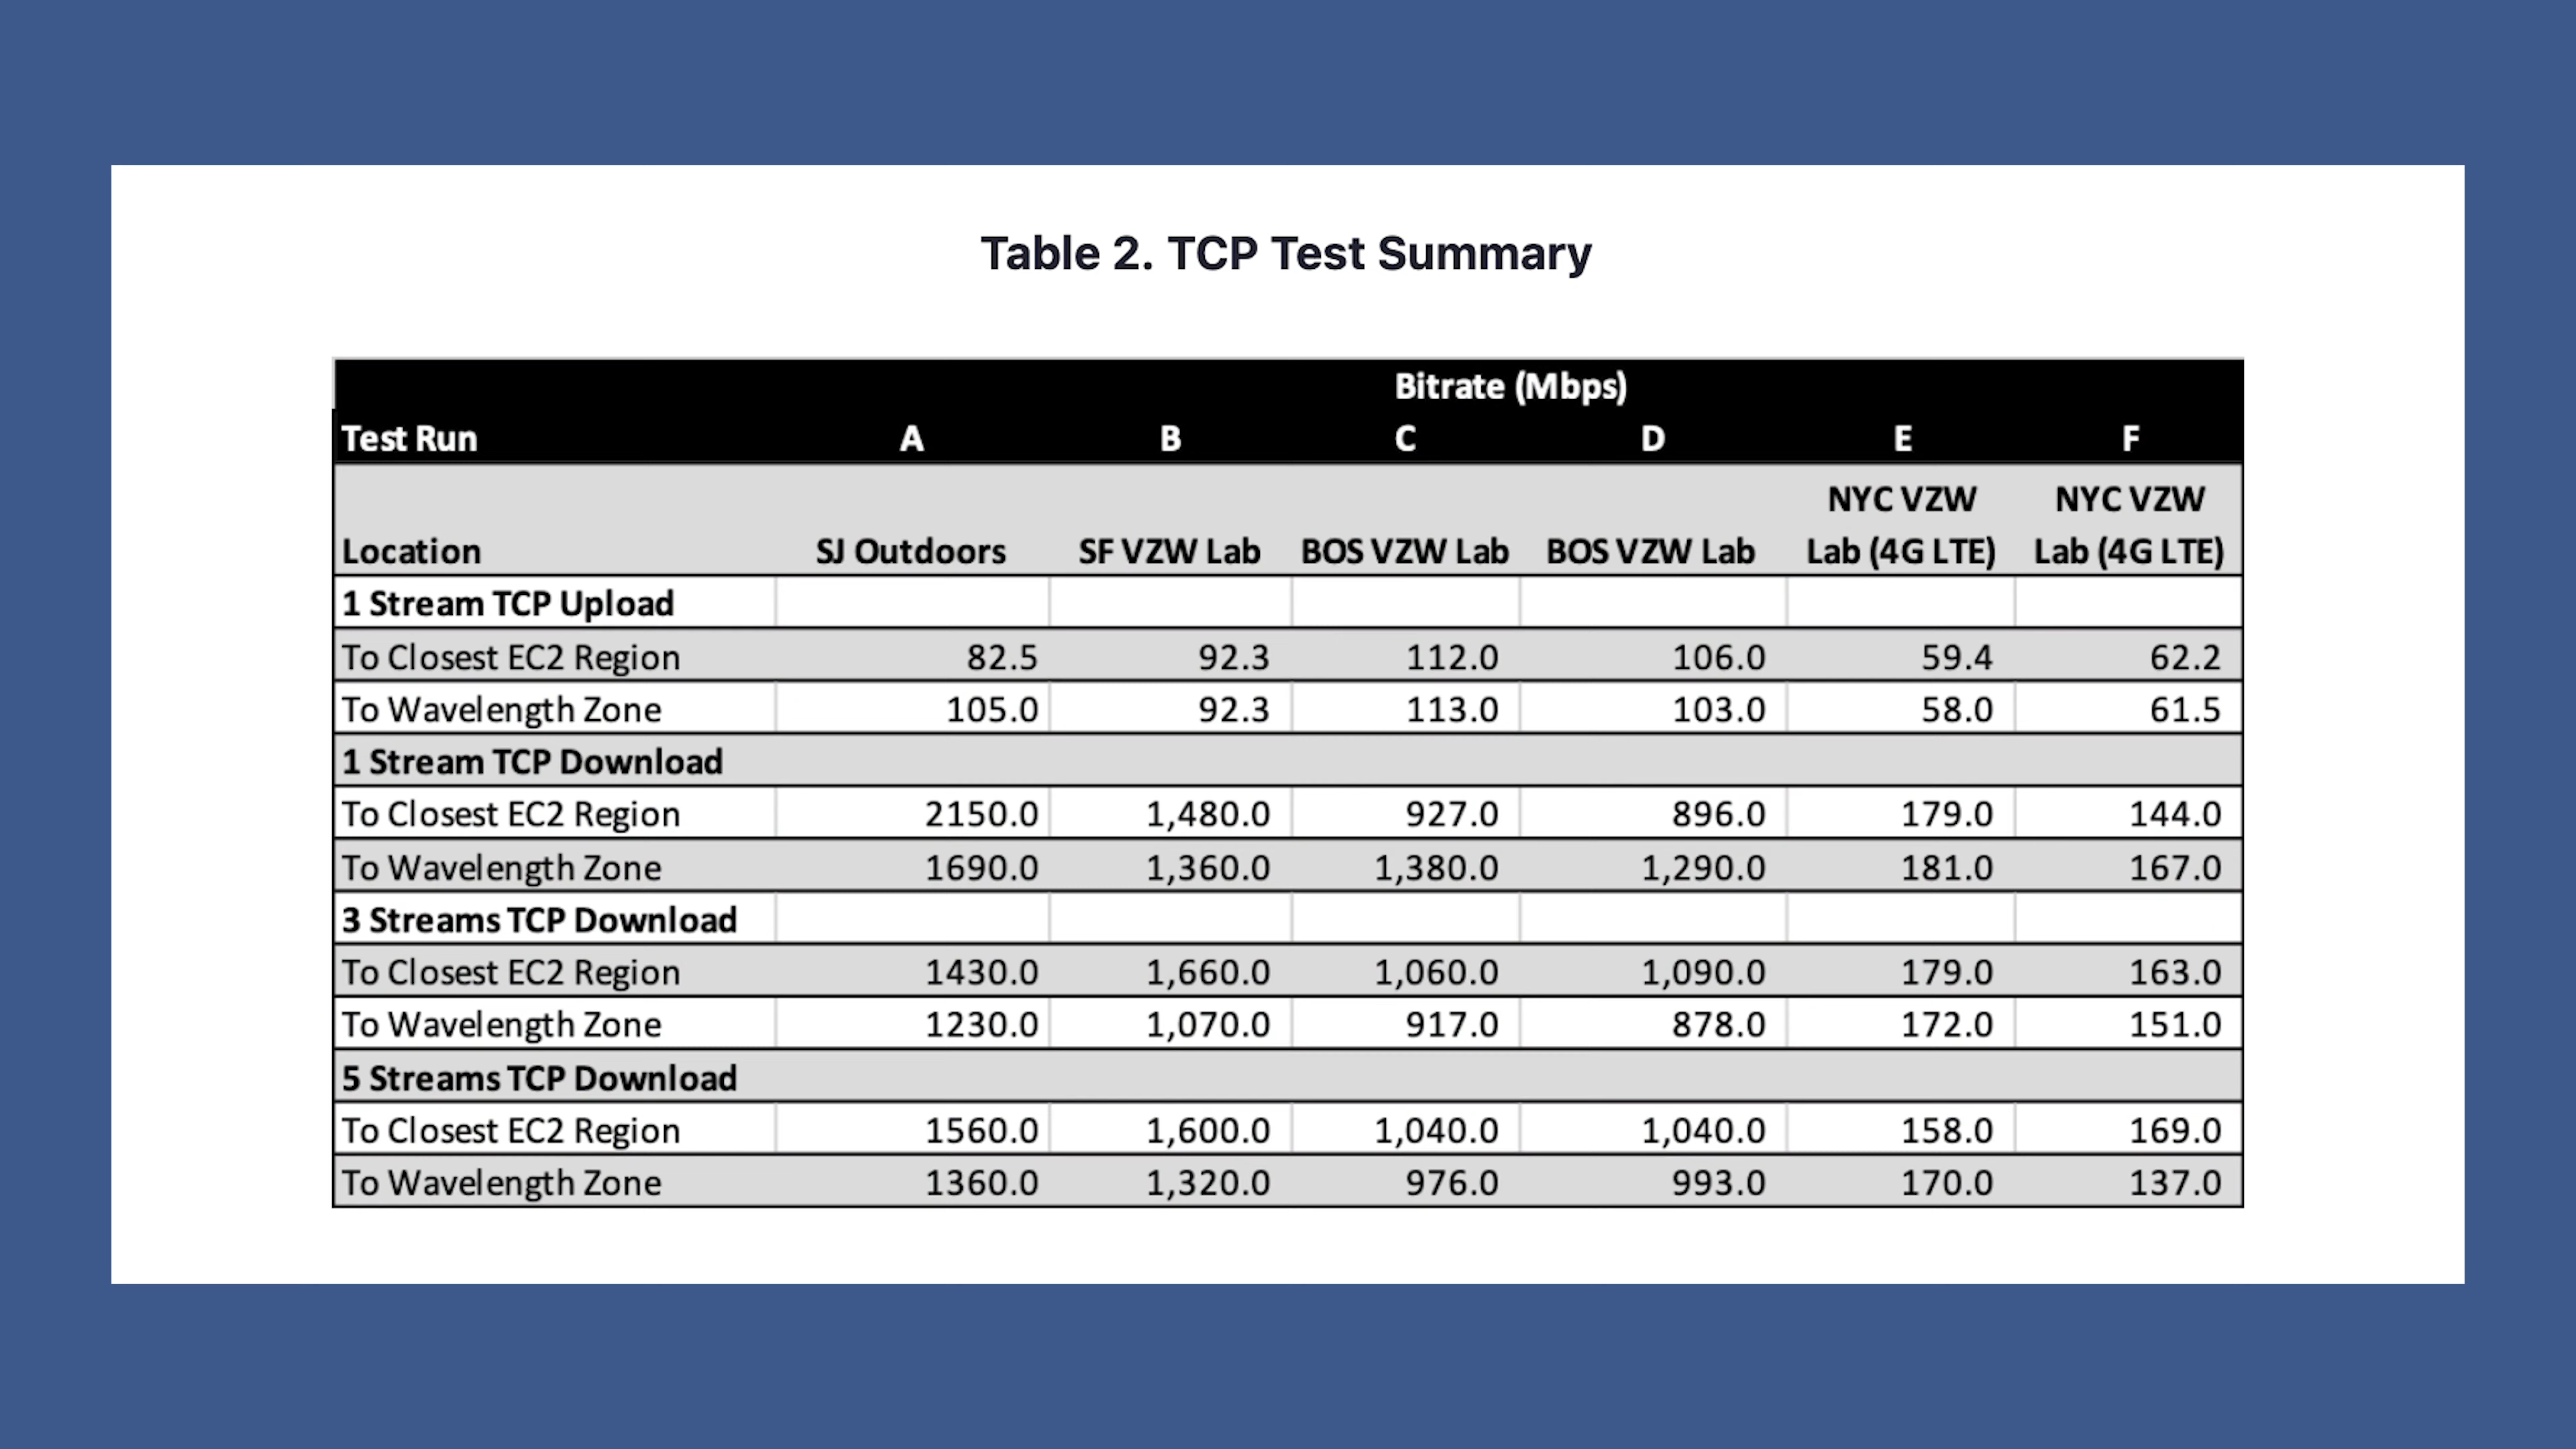 Table 2. TCP Test Summary
Bitrate (Mbps)
Test Run A B C D E F
NYC VZW NYC VZW
Location SJ Outdoors SF VZW Lab BOS VZW Lab BOS VZW Lab Lab (4G LTE) Lab (4G LTE)
1 Stream TCP Upload
To Closest EC2 Region 82.5 92.3 112.0 106.0 59.4 62.2
To Wavelength Zone 105.0 92.3 113.0 103.0 58.0 61.5
1 Stream TCP Download
To Closest EC2 Region 2150.0 1,480.0 927.0 896.0 179.0 144.0
To Wavelength Zone 1690.0 1,360.0 1,380.0 1,290.0 181.0 167.0
3 Streams TCP Download
To Closest EC2 Region 1430.0 1,660.0 1,060.0 1,090.0 179.0 163.0
To Wavelength Zone 1230.0 1,070.0 917.0 878.0 172.0 151.0
5 Streams TCP Download
To Closest EC2 Region 1560.0 1,600.0 1,040.0 1,040.0 158.0 169.0
To Wavelength Zone 1360.0 1,320.0 976.0 993.0 170.0 137.0